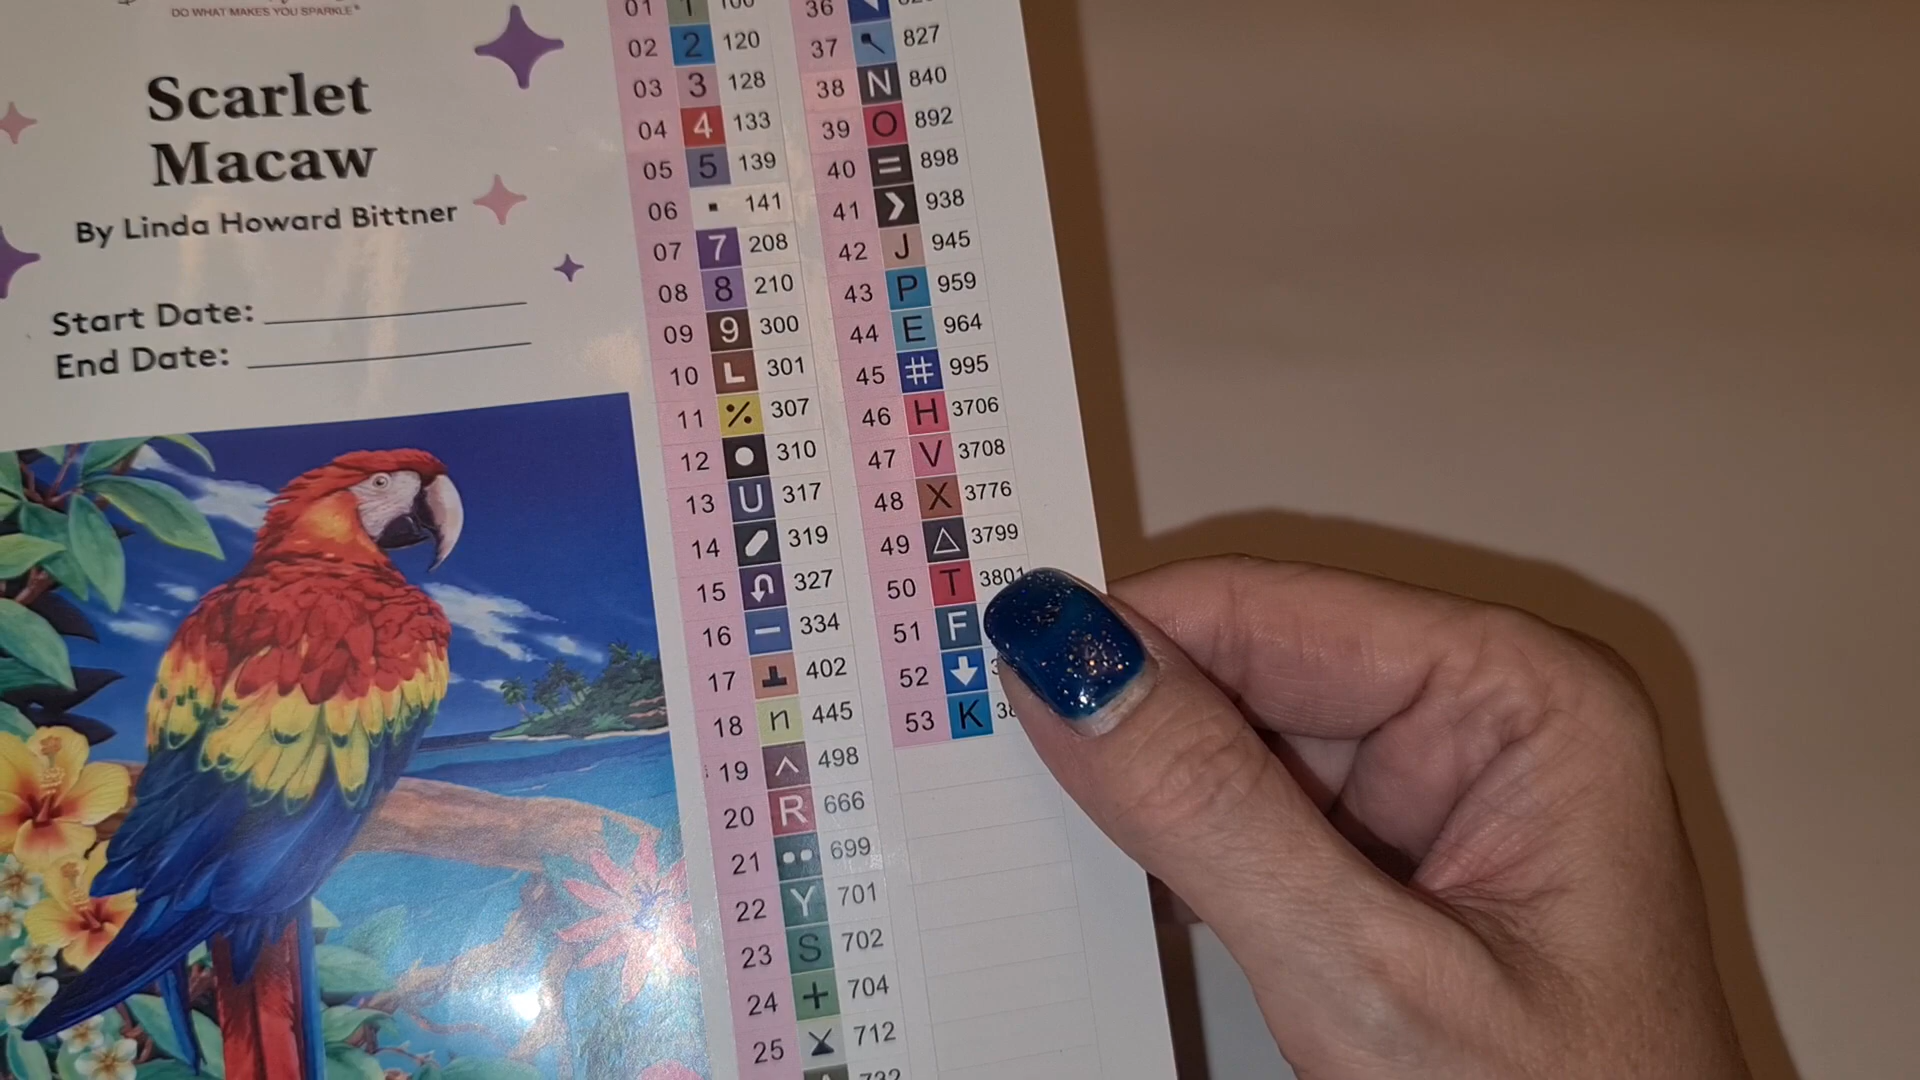 DO WHAT MAKES YOU SPARKLE®
Scarlet
Macaw
By Linda Howard Bittner
Start Date:
End Date:
01 1
02 2 120
03 3 128
04 4 133
05 5 139
06 ▪ 141
07 7 208
08 8 210
09 9 300
10 L 301
11 ٪ 307
12 ● 310
13 U 317
14 319
15 327
16 — 334
17 402
18 n 445
19 ^ 498
20 R 666
21 •• 699
22 Y 701
23 S 702
24 + 704
25 712
36
37 827
38 N 840
39 O 892
40 = 898
41 ❯ 938
42 J 945
43 P 959
44 E 964
45 # 995
46 H 3706
47 V 3708
48 X 3776
49 △ 3799
50 T 3801
51 F
52 ↓
53 K